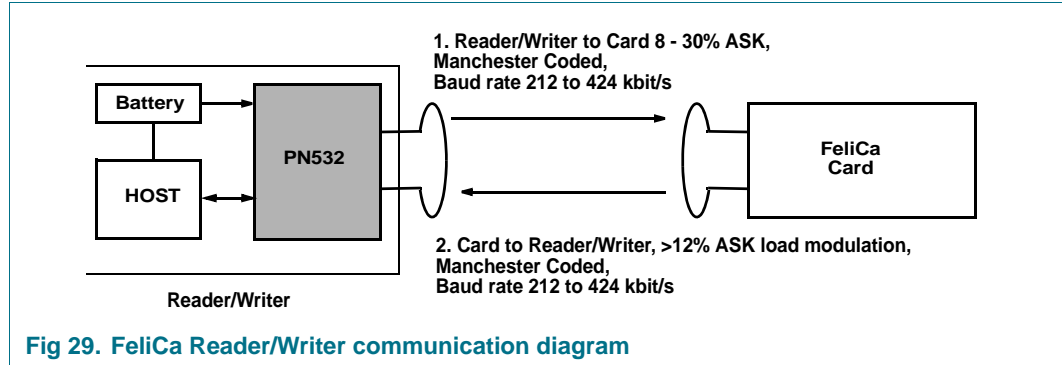 1. Reader/Writer to Card 8 - 30% ASK,
Manchester Coded,
Baud rate 212 to 424 kbit/s
Battery
PN532
HOST
FeliCa
Card
2. Card to Reader/Writer, >12% ASK load modulation,
Manchester Coded,
Baud rate 212 to 424 kbit/s
Reader/Writer
Fig 29. FeliCa Reader/Writer communication diagram